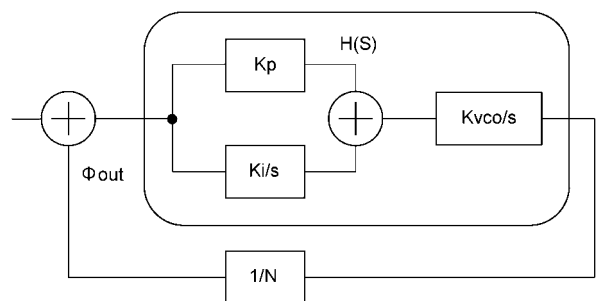 H(S)
Kp
Kvco/s
Ki/s
Φout
1/N